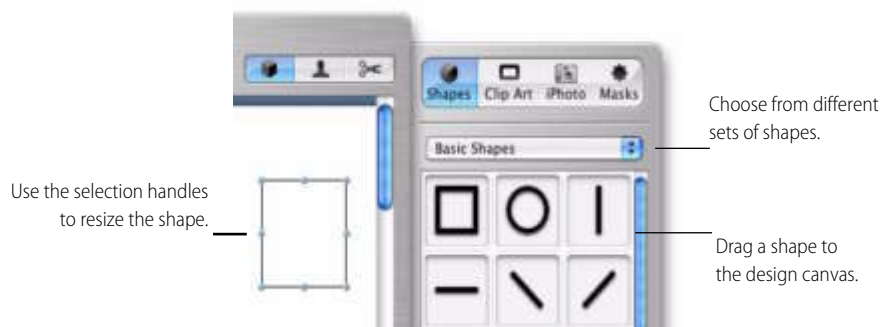 Shapes Clip Art iPhoto Masks
Choose from different
sets of shapes.
Basic Shapes
Use the selection handles
to resize the shape.
Drag a shape to
the design canvas.